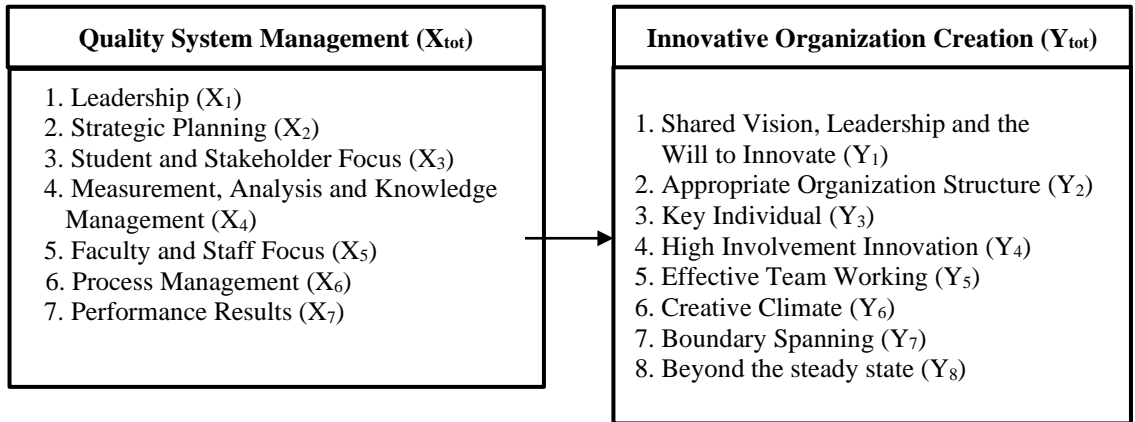 Quality System Management (Xtot)
1. Leadership (X1)
2. Strategic Planning (X2)
3. Student and Stakeholder Focus (X3)
4. Measurement, Analysis and Knowledge
Management (X4)
5. Faculty and Staff Focus (X5)
6. Process Management (X6)
7. Performance Results (X7)
Innovative Organization Creation (Ytot)
1. Shared Vision, Leadership and the
Will to Innovate (Y1)
2. Appropriate Organization Structure (Y2)
3. Key Individual (Y3)
4. High Involvement Innovation (Y4)
5. Effective Team Working (Y5)
6. Creative Climate (Y6)
7. Boundary Spanning (Y7)
8. Beyond the steady state (Y8)